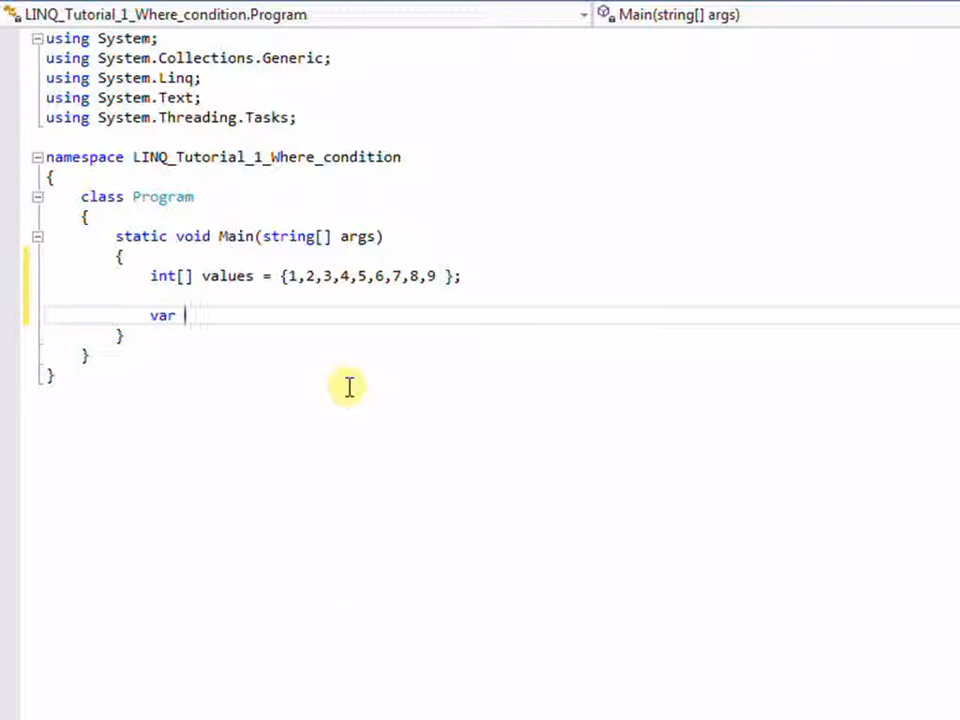 LINQ_Tutorial_1_Where_condition.Program Main(string[] args)
using System;
using System.Collections.Generic;
using System.Linq;
using System.Text;
using System.Threading.Tasks;
namespace LINQ_Tutorial_1_Where_condition
{
class Program
{
static void Main(string[] args)
{
int[] values = {1,2,3,4,5,6,7,8,9 };
var
}
}
}